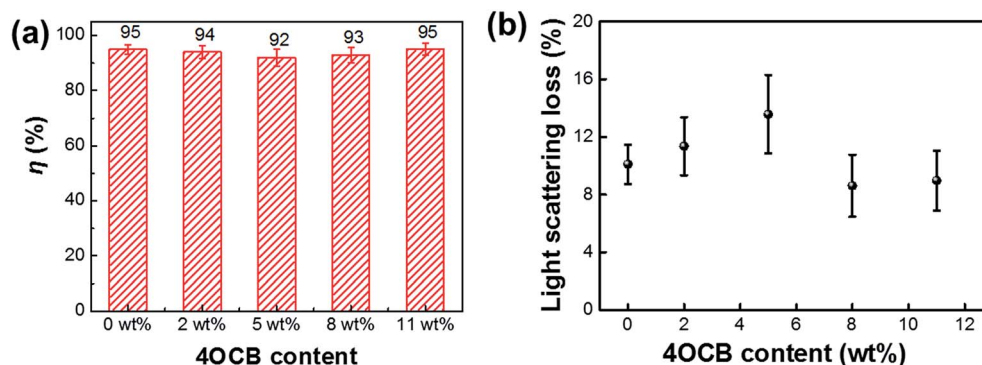 (a)
95 94 92 93 95
100
80
60
40
20
0
η (%)
0 wt% 2 wt% 5 wt% 8 wt% 11 wt%
4OCB content
(b)
20
16
12
8
4
0
Light scattering loss (%)
0 2 4 6 8 10 12
4OCB content (wt%)